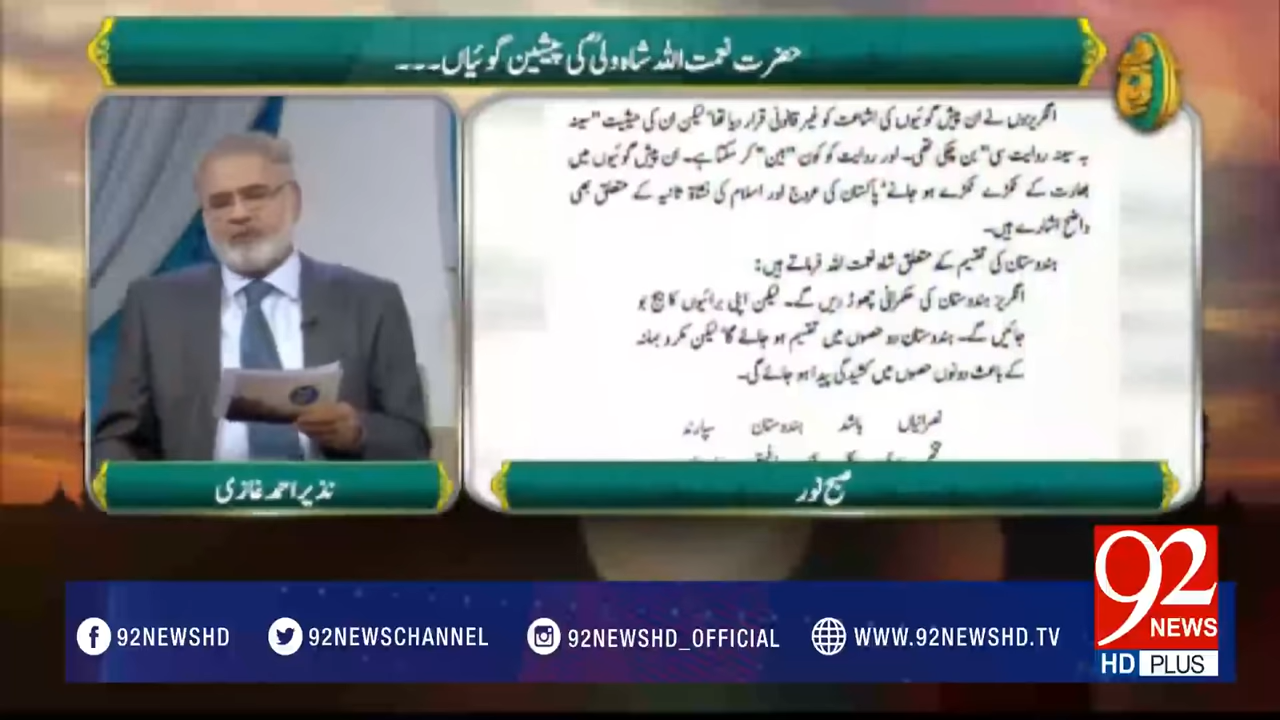 حضرت نعمت اللہ شاہ ولیؒ کی پیشین گوئیاں۔۔۔
انگریزوں نے ان پیش گوئیوں کی اشاعت کو غیر قانونی قرار دیا تھا لیکن ان کی حیثیت "سینہ
بہ سینہ روایت سی" بن چکی تھی۔ اور روایت کو کون "بین" کر سکتا ہے۔ ان پیش گوئیوں میں
بھارت کے ٹکڑے ٹکڑے ہو جانے' پاکستان کی عروج اور اسلام کی نشاۃ ثانیہ کے متعلق بھی
واضح اشارے ہیں۔
ہندوستان کی تقسیم کے متعلق شاہ نعمت اللہ فرماتے ہیں:
انگریز ہندوستان کی حکمرانی چھوڑ دیں گے۔ لیکن اپنی برائیوں کا بیج بو
جائیں گے۔ ہندوستان دو حصوں میں تقسیم ہو جائے گا' لیکن مکر و بہانہ
کے باعث دونوں حصوں میں کشیدگی پیدا ہو جائے گی۔
نصرانیاں باشد ہندوستان سپارند
نذیر احمد غازی
صبح نور
92 NEWS
HD PLUS
92NEWSHD
92NEWSCHANNEL
92NEWSHD_OFFICIAL
WWW.92NEWSHD.TV